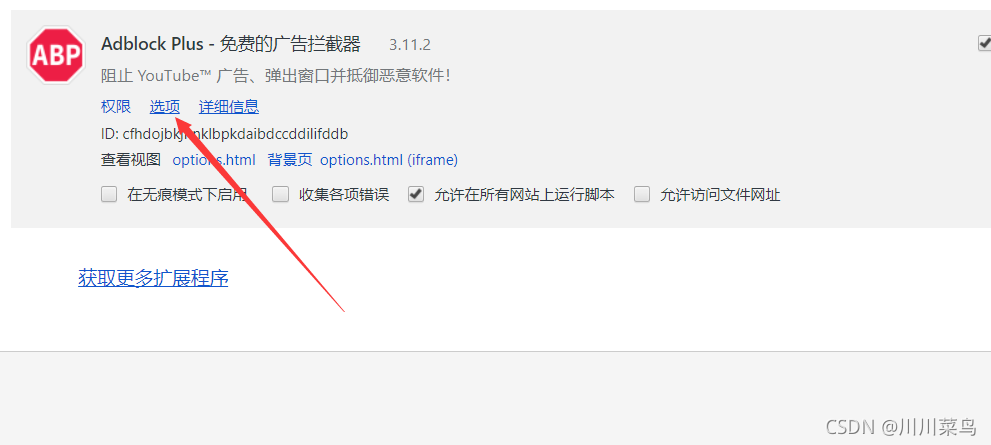 ABP
Adblock Plus - 免费的广告拦截器 3.11.2
阻止 YouTube™ 广告、弹出窗口并抵御恶意软件!
权限 选项 详细信息
ID: cfhdojbkjhnklbpkdaibdccddilifddb
查看视图 options.html 背景页 options.html (iframe)
在无痕模式下启用 收集各项错误 允许在所有网站上运行脚本 允许访问文件网址
获取更多扩展程序
CSDN @川川菜鸟